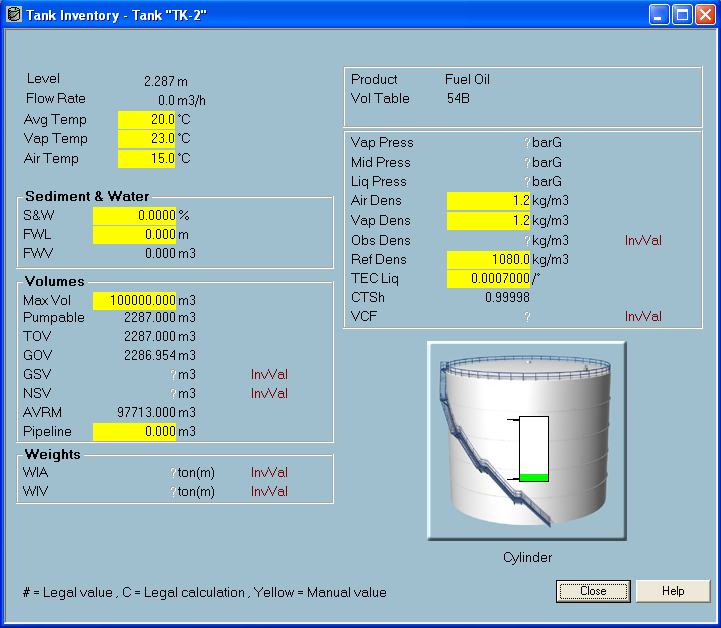 Tank Inventory - Tank "TK-2"
Level 2.287 m
Flow Rate 0.0 m3/h
Avg Temp 20.0 °C
Vap Temp 23.0 °C
Air Temp 15.0 °C
Sediment & Water
S&W 0.0000 %
FWL 0.000 m
FWV 0.000 m3
Volumes
Max Vol 100000.000 m3
Pumpable 2287.000 m3
TOV 2287.000 m3
GOV 2286.954 m3
GSV ? m3 InvVal
NSV ? m3 InvVal
AVRM 97713.000 m3
Pipeline 0.000 m3
Weights
WIA ? ton(m) InvVal
WIV ? ton(m) InvVal
Product Fuel Oil
Vol Table 54B
Vap Press ? barG
Mid Press ? barG
Liq Press ? barG
Air Dens 1.2 kg/m3
Vap Dens 1.2 kg/m3
Obs Dens ? kg/m3 InvVal
Ref Dens 1080.0 kg/m3
TEC Liq 0.0007000 /°
CTSh 0.99998
VCF ? InvVal
Cylinder
# = Legal value , C = Legal calculation , Yellow = Manual value
Close Help